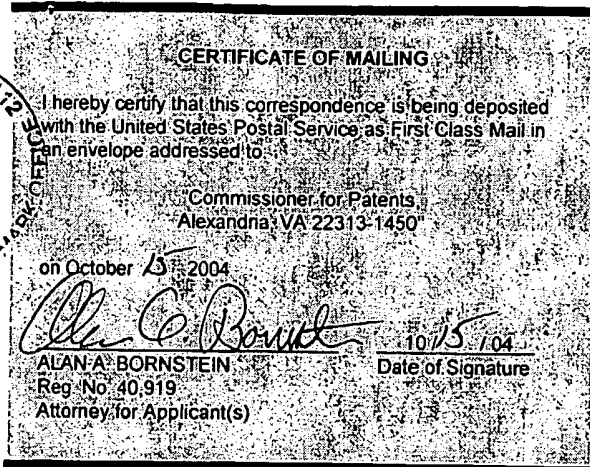 CERTIFICATE OF MAILING
I hereby certify that this correspondence is being deposited
with the United States Postal Service as First Class Mail in
an envelope addressed to:
"Commissioner for Patents
Alexandria, VA 22313-1450"
on October 15, 2004
10/15/04
ALAN A. BORNSTEIN
Date of Signature
Reg. No. 40,919
Attorney for Applicant(s)